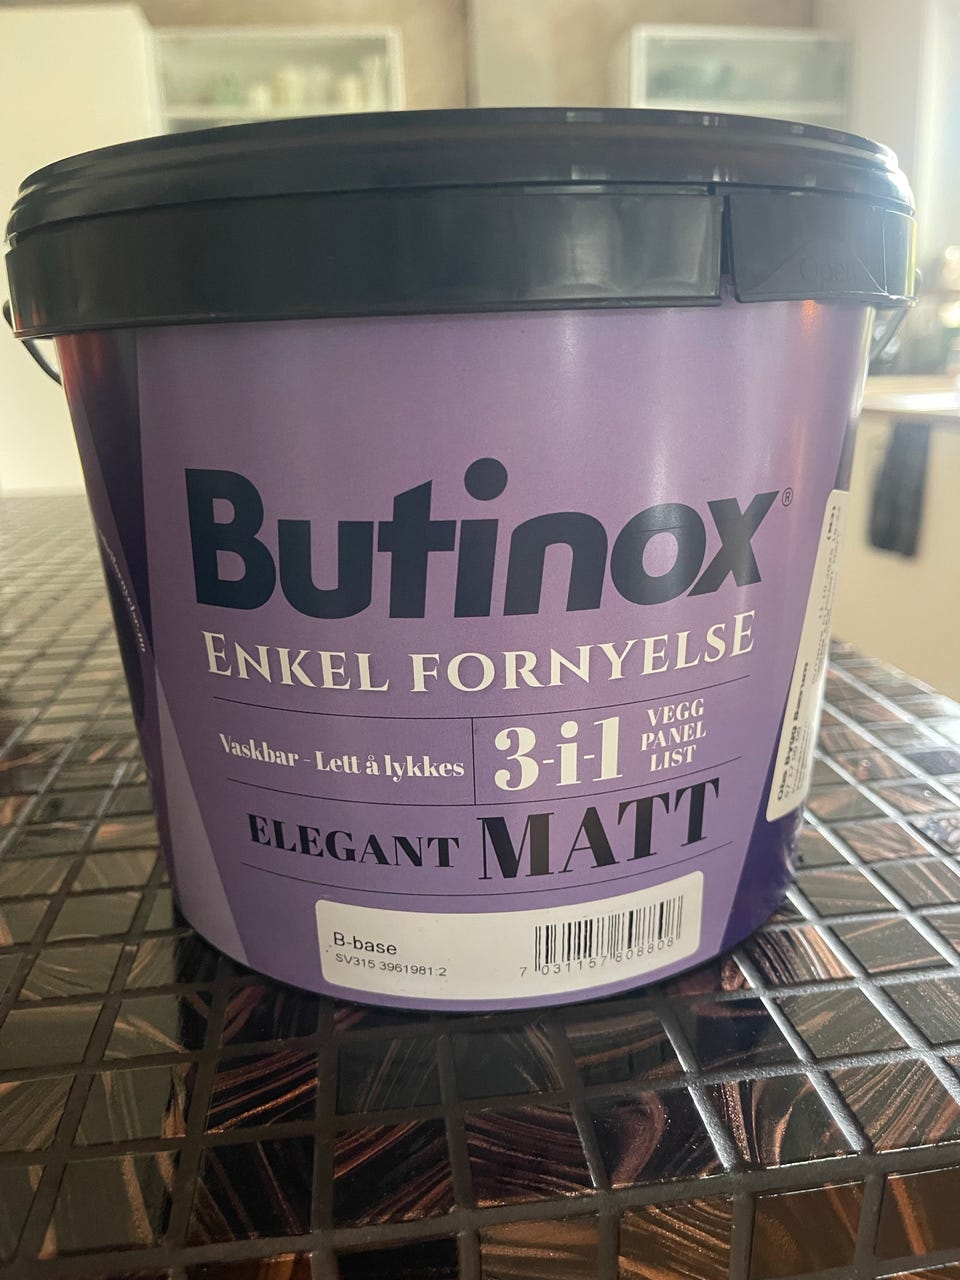 Open
Butinox®
ENKEL FORNYELSE
Vaskbar - Lett å lykkes
3-i-1
VEGG
PANEL
LIST
ELEGANT MATT
B-base
SV315 3961981:2
7 031157 808808